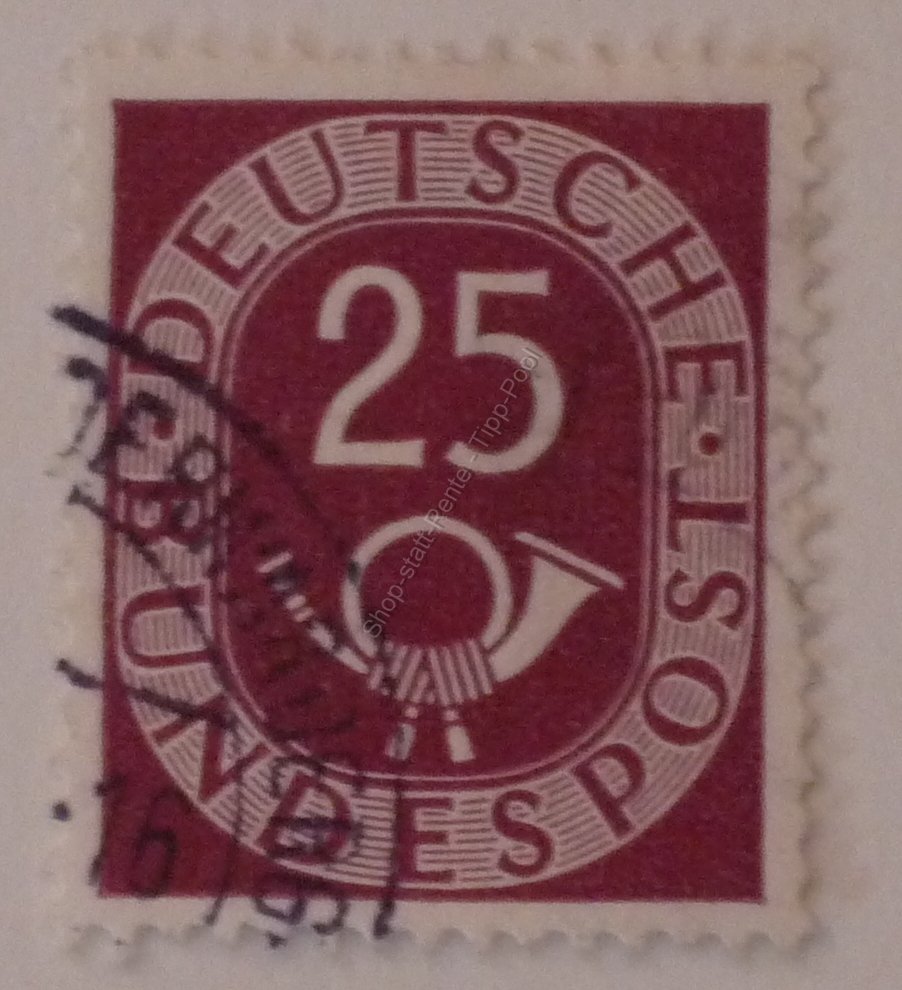 DEUTSCHE
BUNDESPOST
25
Shop-statt-Rente-Tipp-Pool!